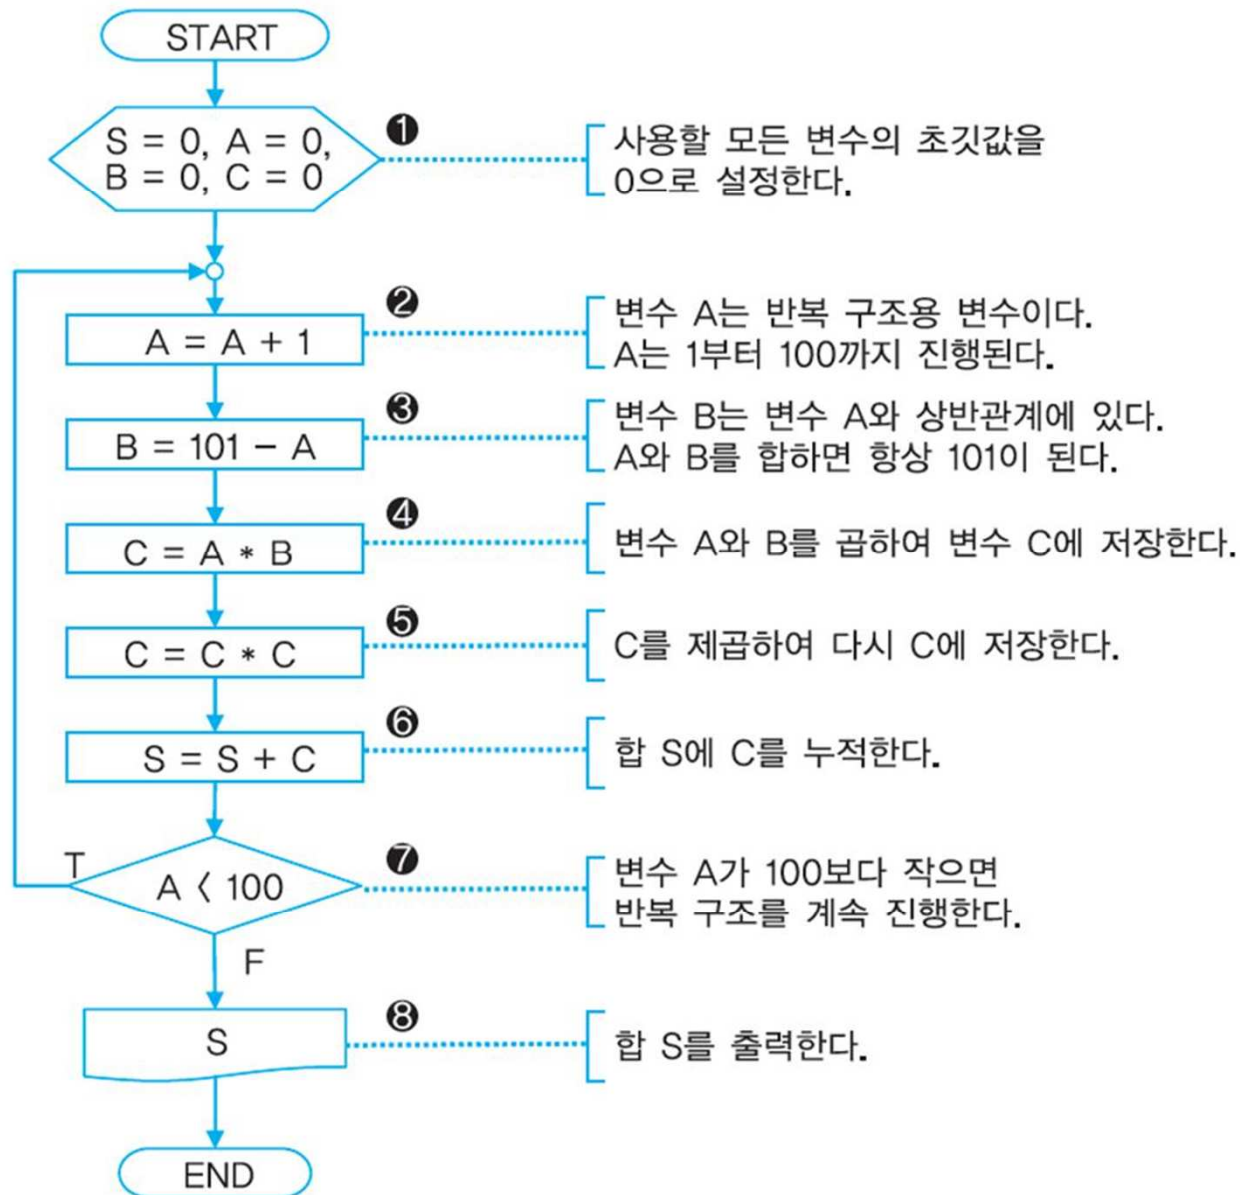 START
S = 0, A = 0,
B = 0, C = 0
❶
사용할 모든 변수의 초깃값을
0으로 설정한다.
A = A + 1
❷
변수 A는 반복 구조용 변수이다.
A는 1부터 100까지 진행된다.
B = 101 − A
❸
변수 B는 변수 A와 상반관계에 있다.
A와 B를 합하면 항상 101이 된다.
C = A * B
❹
변수 A와 B를 곱하여 변수 C에 저장한다.
C = C * C
❺
C를 제곱하여 다시 C에 저장한다.
S = S + C
❻
합 S에 C를 누적한다.
T
A < 100
❼
변수 A가 100보다 작으면
반복 구조를 계속 진행한다.
F
S
❽
합 S를 출력한다.
END